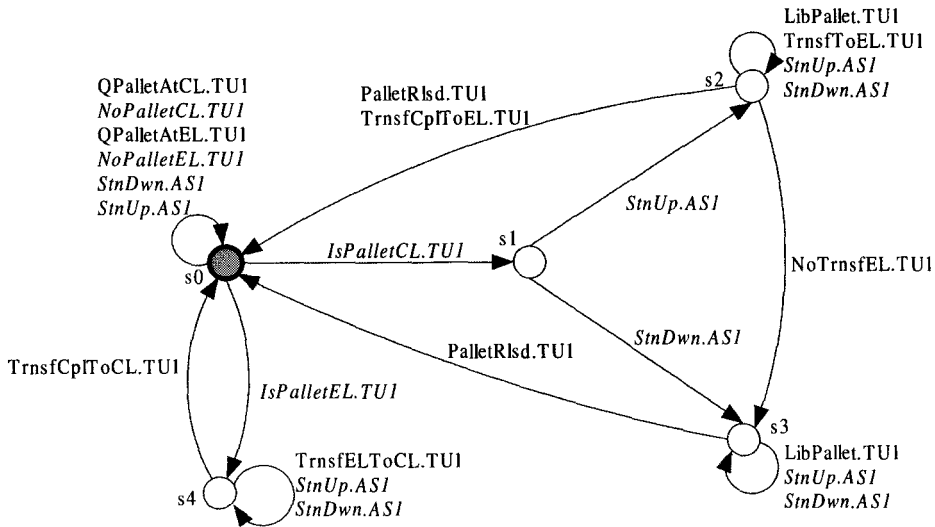 LibPallet.TU1
TrnsfToEL.TU1
StnUp.AS1
StnDwn.AS1
s2
QPalletAtCL.TU1
NoPalletCL.TU1
QPalletAtEL.TU1
NoPalletEL.TU1
StnDwn.AS1
StnUp.AS1
PalletRlsd.TU1
TrnsfCplToEL.TU1
StnUp.AS1
s1
IsPalletCL.TU1
s0
NoTrnsfEL.TU1
StnDwn.AS1
PalletRlsd.TU1
TrnsfCplToCL.TU1
IsPalletEL.TU1
s3
LibPallet.TU1
StnUp.AS1
StnDwn.AS1
TrnsfELToCL.TU1
StnUp.AS1
StnDwn.AS1
s4